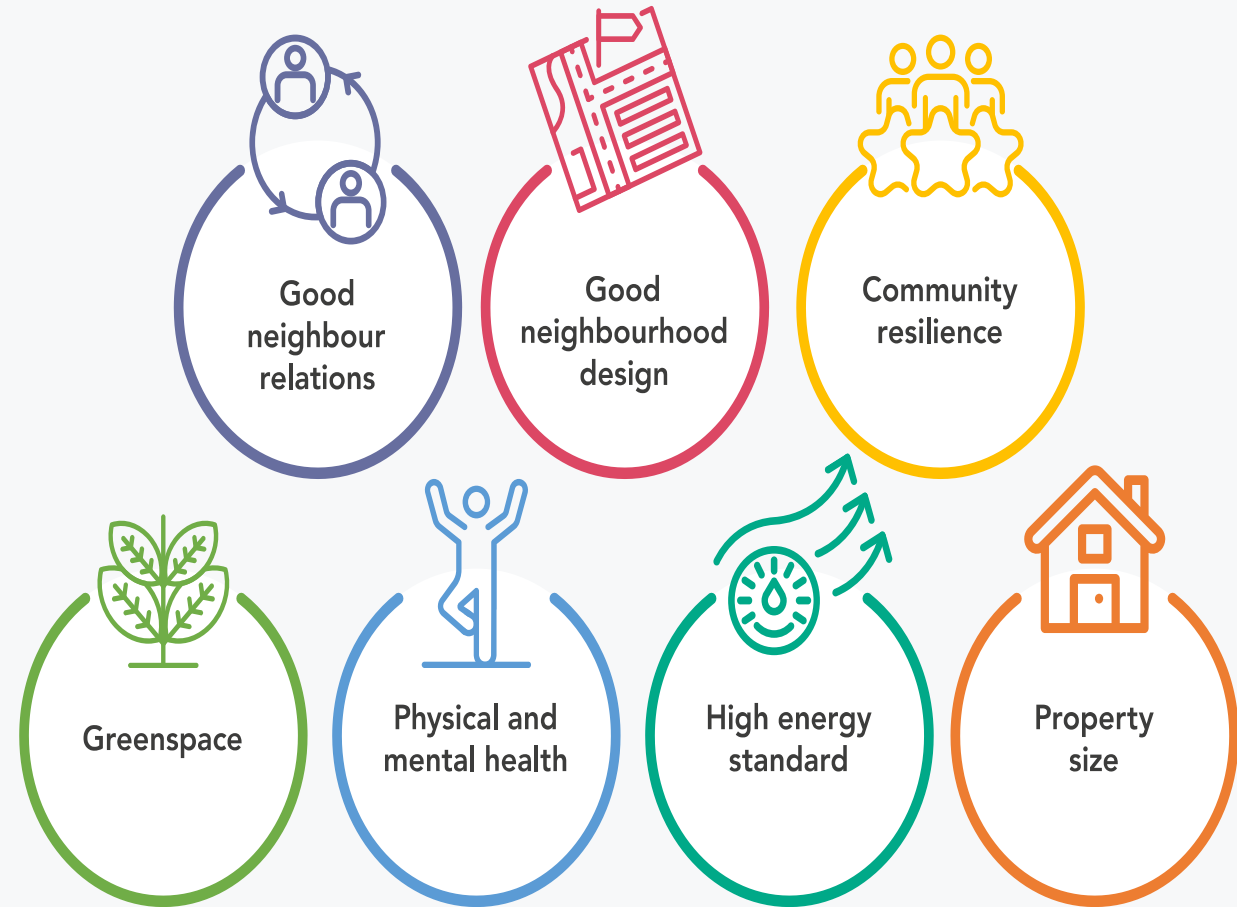 Good
neighbour
relations
Good
neighbourhood
design
Community
resilience
Greenspace
Physical and
mental health
High energy
standard
Property
size